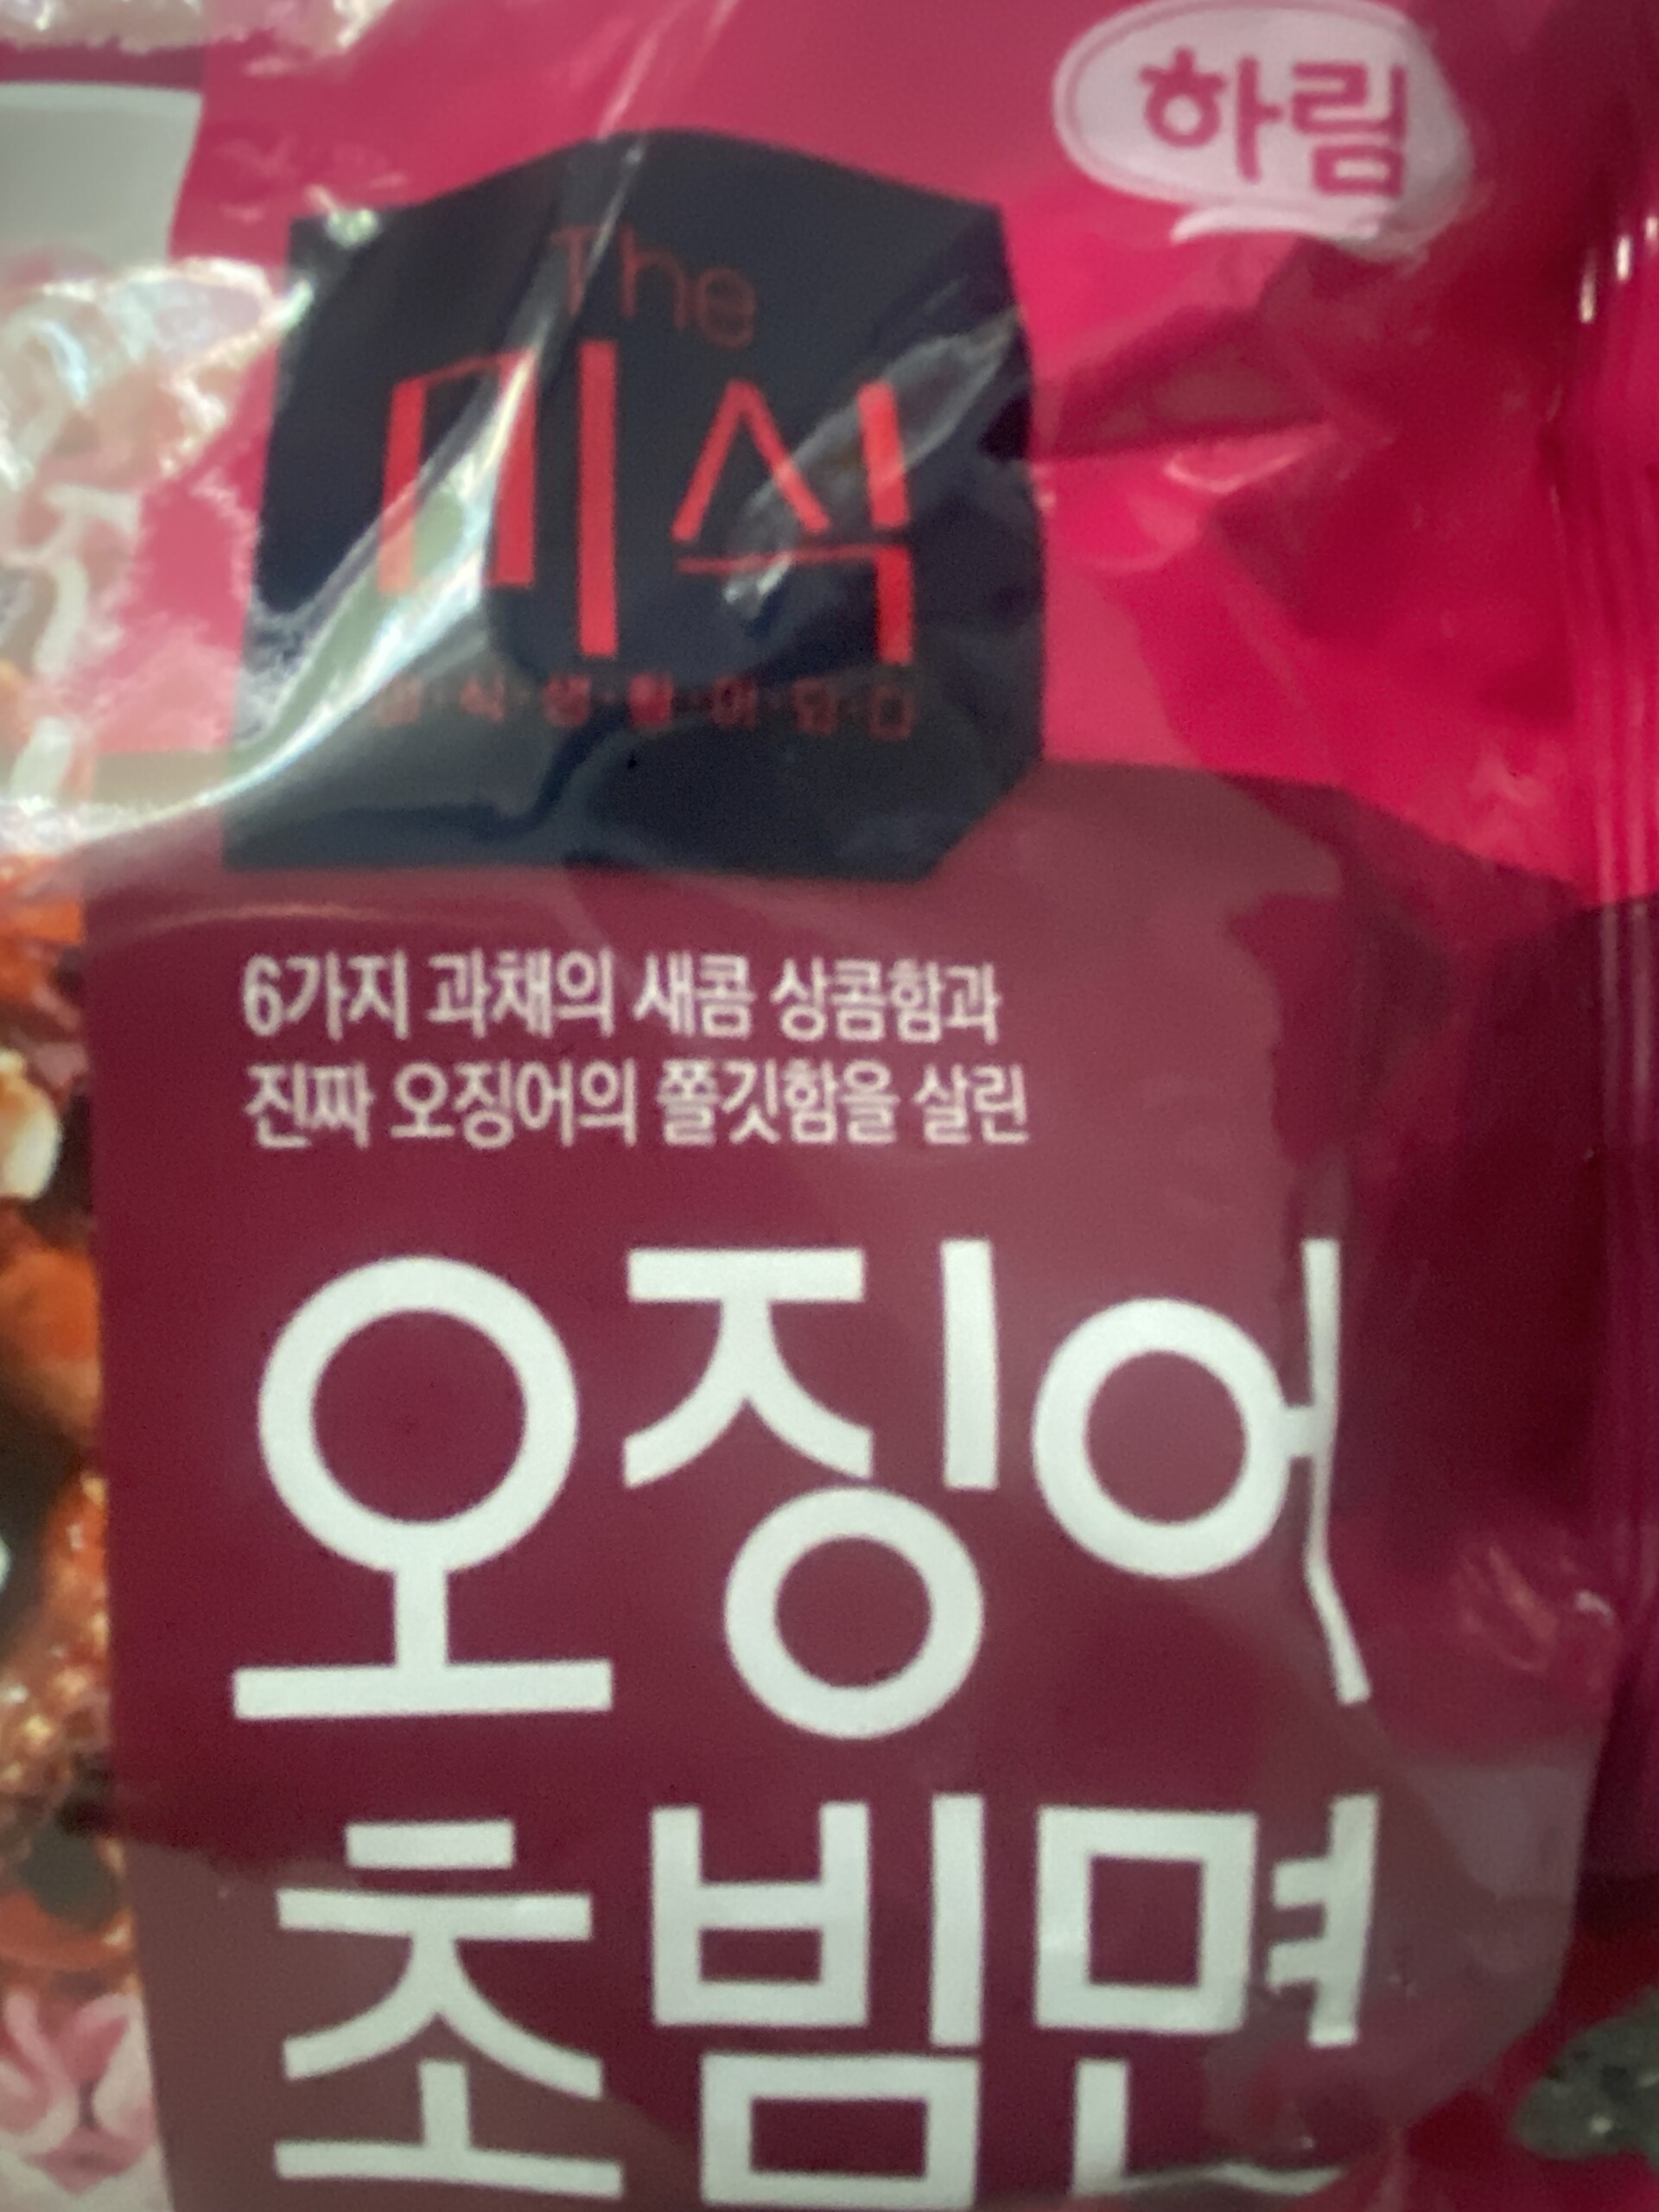 하림
The
미식
6가지 과채의 새콤 상콤함과
진짜 오징어의 쫄깃함을 살린
오징어
초빔면